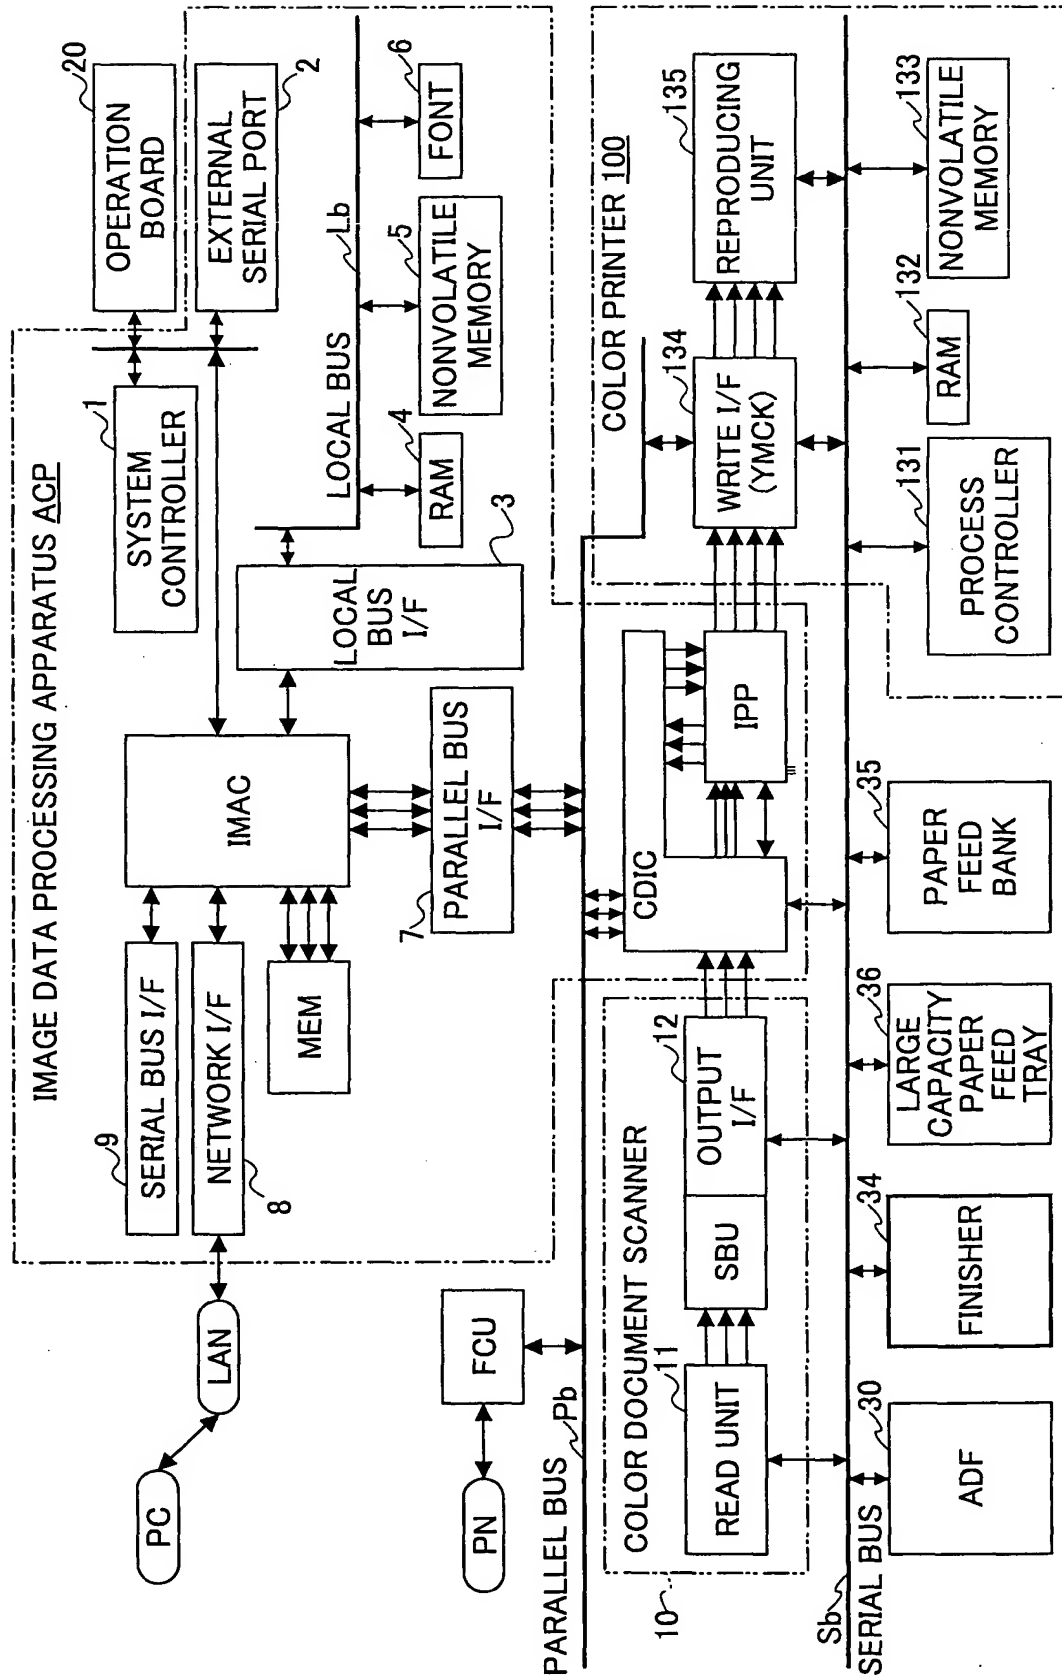 IMAGE DATA PROCESSING APPARATUS ACP
20
OPERATION
BOARD
2
EXTERNAL
SERIAL PORT
1
SYSTEM
CONTROLLER
9
SERIAL BUS I/F
NETWORK I/F
8
IMAC
MEM
LOCAL
BUS
I/F
3
LOCAL BUS
Lb
RAM
4
NONVOLATILE
MEMORY
5
FONT
6
7
PARALLEL BUS
I/F
PC
LAN
PN
FCU
PARALLEL BUS
Pb
COLOR DOCUMENT SCANNER
10
READ UNIT
11
SBU
OUTPUT
I/F
12
CDIC
IPP
COLOR PRINTER 100
WRITE I/F
(YMCK)
134
REPRODUCING
UNIT
135
Sb
SERIAL BUS
ADF
30
FINISHER
34
LARGE
CAPACITY
PAPER
FEED
TRAY
36
PAPER
FEED
BANK
35
PROCESS
CONTROLLER
131
RAM
132
NONVOLATILE
MEMORY
133